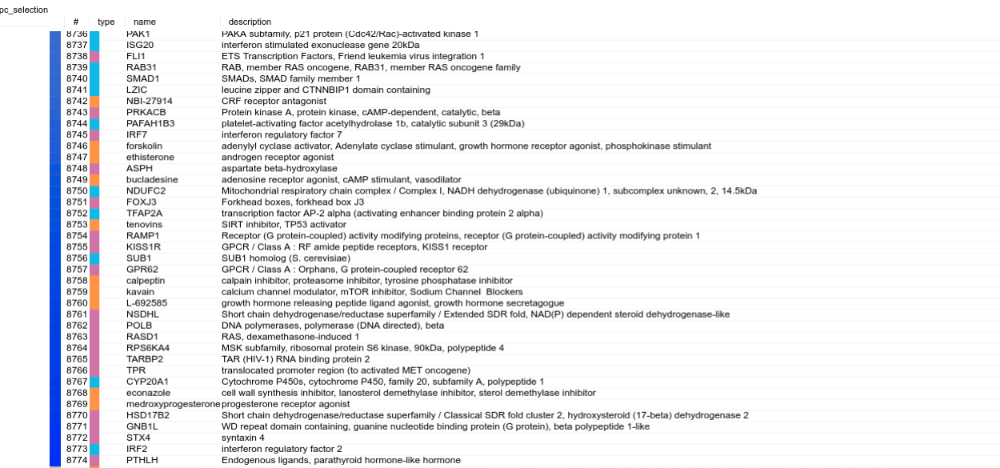 pc_selection
# type name description
8736 PAK1 PAKA subfamily, p21 protein (Cdc42/Rac)-activated kinase 1
8737 ISG20 interferon stimulated exonuclease gene 20kDa
8738 FLI1 ETS Transcription Factors, Friend leukemia virus integration 1
8739 RAB31 RAB, member RAS oncogene, RAB31, member RAS oncogene family
8740 SMAD1 SMADs, SMAD family member 1
8741 LZIC leucine zipper and CTNNBIP1 domain containing
8742 NBI-27914 CRF receptor antagonist
8743 PRKACB Protein kinase A, protein kinase, cAMP-dependent, catalytic, beta
8744 PAFAH1B3 platelet-activating factor acetylhydrolase 1b, catalytic subunit 3 (29kDa)
8745 IRF7 interferon regulatory factor 7
8746 forskolin adenylyl cyclase activator, Adenylate cyclase stimulant, growth hormone receptor agonist, phosphokinase stimulant
8747 ethisterone androgen receptor agonist
8748 ASPH aspartate beta-hydroxylase
8749 bucladesine adenosine receptor agonist, cAMP stimulant, vasodilator
8750 NDUFC2 Mitochondrial respiratory chain complex / Complex I, NADH dehydrogenase (ubiquinone) 1, subcomplex unknown, 2, 14.5kDa
8751 FOXJ3 Forkhead boxes, forkhead box J3
8752 TFAP2A transcription factor AP-2 alpha (activating enhancer binding protein 2 alpha)
8753 tenovins SIRT inhibitor, TP53 activator
8754 RAMP1 Receptor (G protein-coupled) activity modifying proteins, receptor (G protein-coupled) activity modifying protein 1
8755 KISS1R GPCR / Class A : RF amide peptide receptors, KISS1 receptor
8756 SUB1 SUB1 homolog (S. cerevisiae)
8757 GPR62 GPCR / Class A : Orphans, G protein-coupled receptor 62
8758 calpeptin calpain inhibitor, proteasome inhibitor, tyrosine phosphatase inhibitor
8759 kavain calcium channel modulator, mTOR inhibitor, Sodium Channel Blockers
8760 L-692585 growth hormone releasing peptide ligand agonist, growth hormone secretagogue
8761 NSDHL Short chain dehydrogenase/reductase superfamily / Extended SDR fold, NAD(P) dependent steroid dehydrogenase-like
8762 POLB DNA polymerases, polymerase (DNA directed), beta
8763 RASD1 RAS, dexamethasone-induced 1
8764 RPS6KA4 MSK subfamily, ribosomal protein S6 kinase, 90kDa, polypeptide 4
8765 TARBP2 TAR (HIV-1) RNA binding protein 2
8766 TPR translocated promoter region (to activated MET oncogene)
8767 CYP20A1 Cytochrome P450s, cytochrome P450, family 20, subfamily A, polypeptide 1
8768 econazole cell wall synthesis inhibitor, lanosterol demethylase inhibitor, sterol demethylase inhibitor
8769 medroxyprogesterone progesterone receptor agonist
8770 HSD17B2 Short chain dehydrogenase/reductase superfamily / Classical SDR fold cluster 2, hydroxysteroid (17-beta) dehydrogenase 2
8771 GNB1L WD repeat domain containing, guanine nucleotide binding protein (G protein), beta polypeptide 1-like
8772 STX4 syntaxin 4
8773 IRF2 interferon regulatory factor 2
8774 PTHLH Endogenous ligands, parathyroid hormone-like hormone